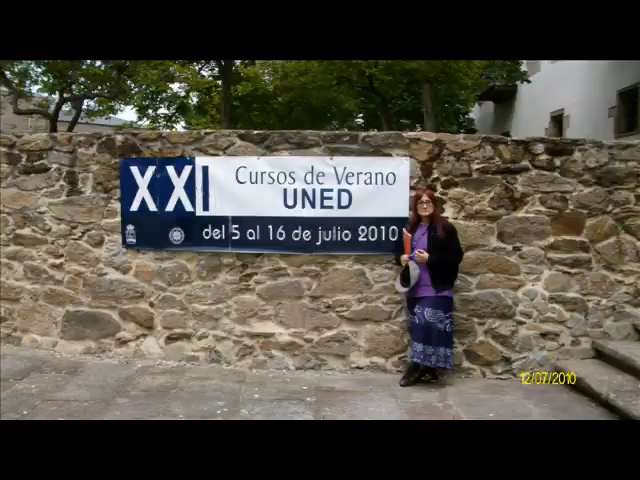 XXI
Cursos de Verano
UNED
del 5 al 16 de julio 2010
12/07/2010